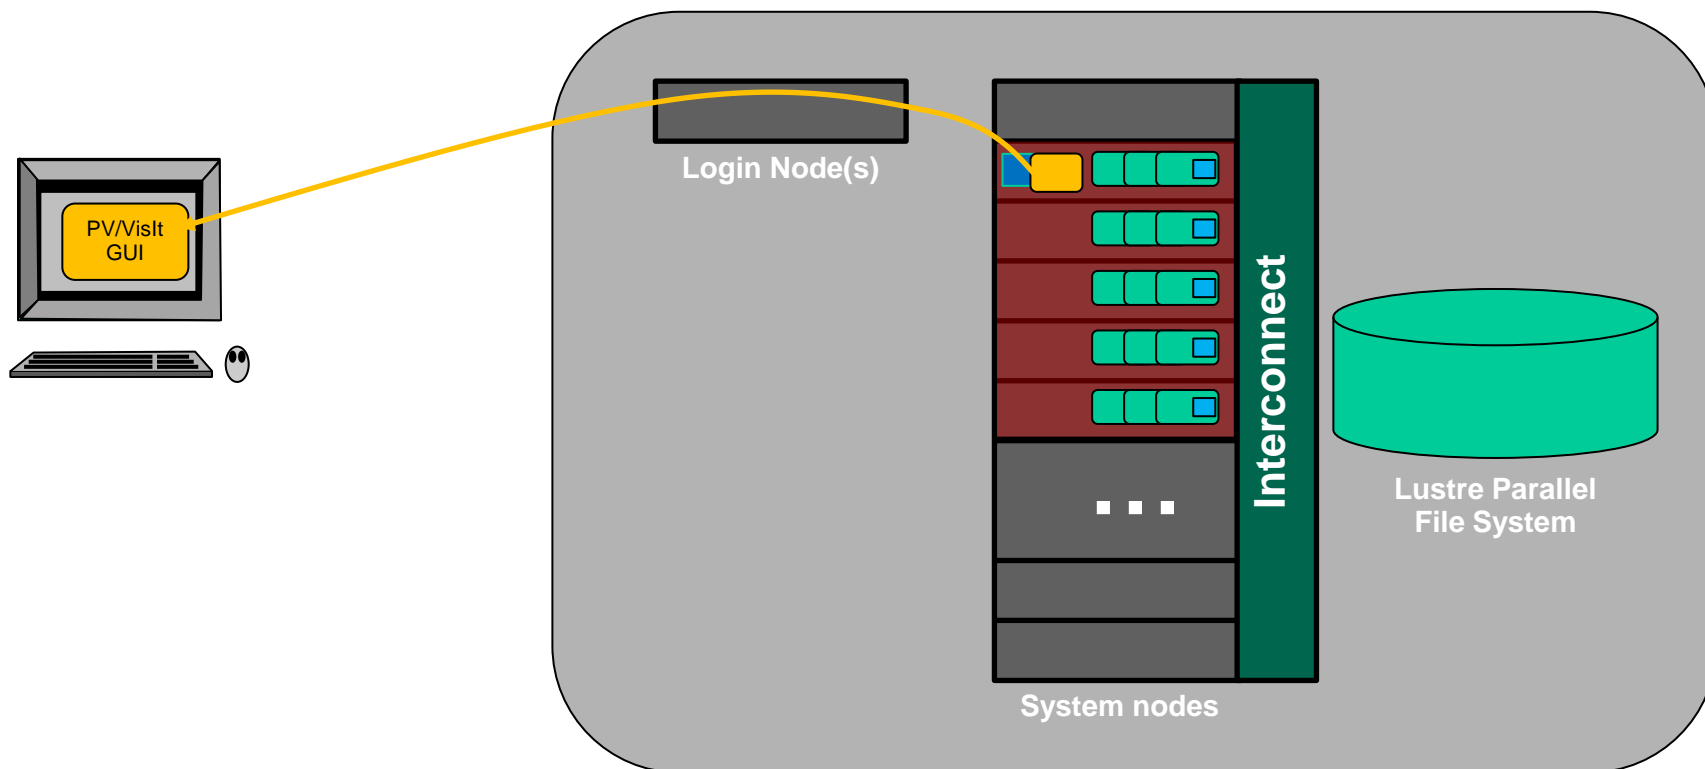 PV/VisIt
GUI
Login Node(s)
Interconnect
Lustre Parallel
File System
...
System nodes